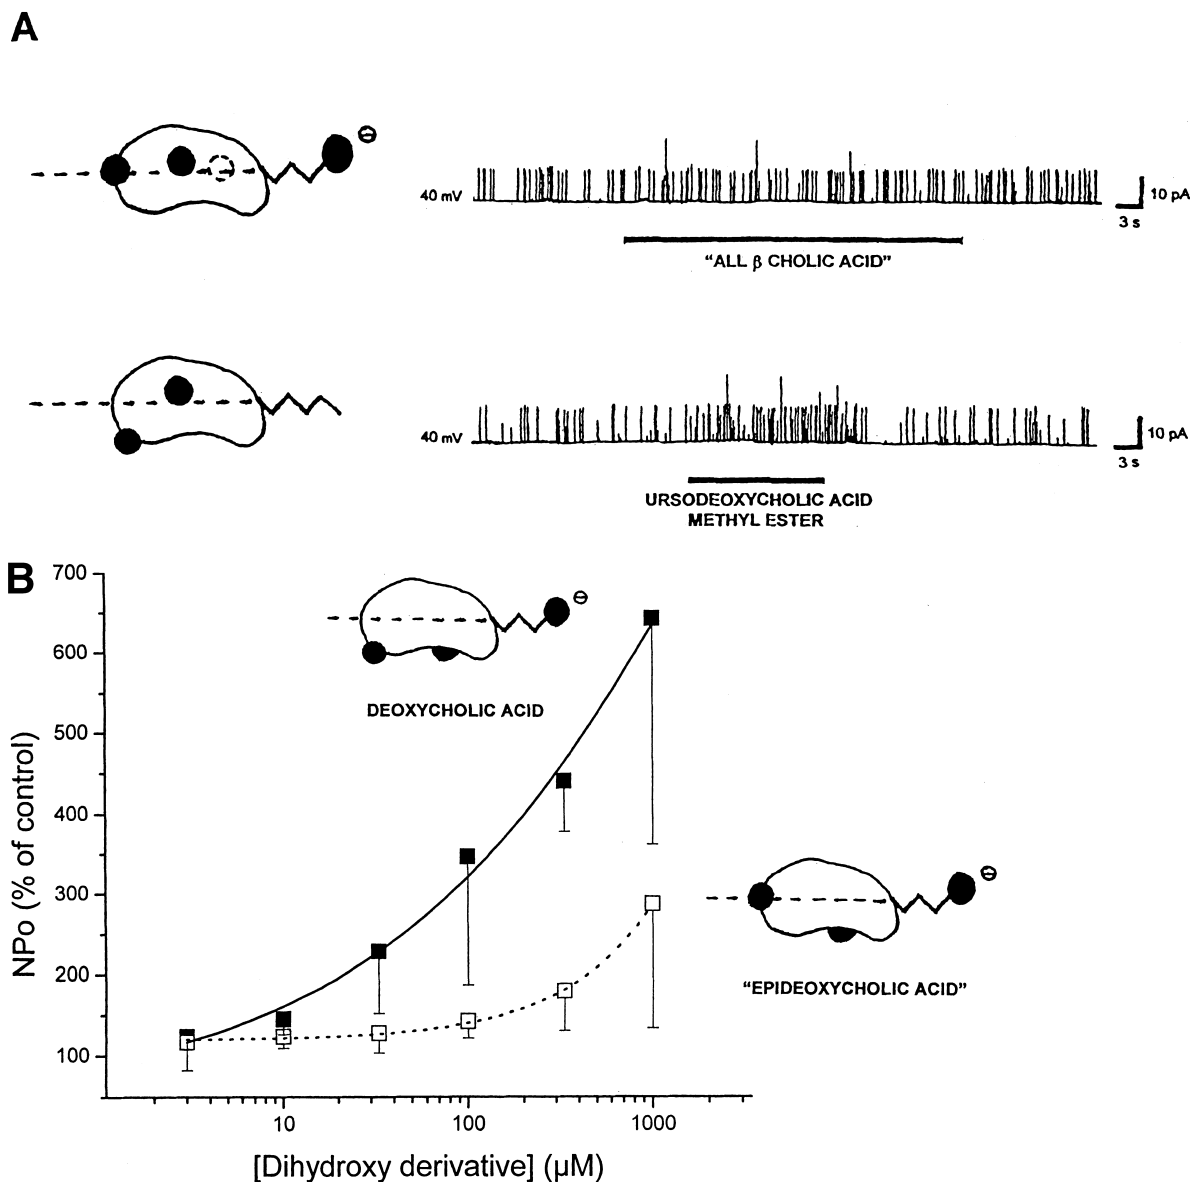 A
⊖
40 mV
10 pA
3 s
“ALL β CHOLIC ACID”
40 mV
10 pA
3 s
URSODEOXYCHOLIC ACID
METHYL ESTER
B
700
600
500
400
300
200
100
NPo (% of control)
⊖
DEOXYCHOLIC ACID
⊖
“EPIDEOXYCHOLIC ACID”
10
100
1000
[Dihydroxy derivative] (µM)